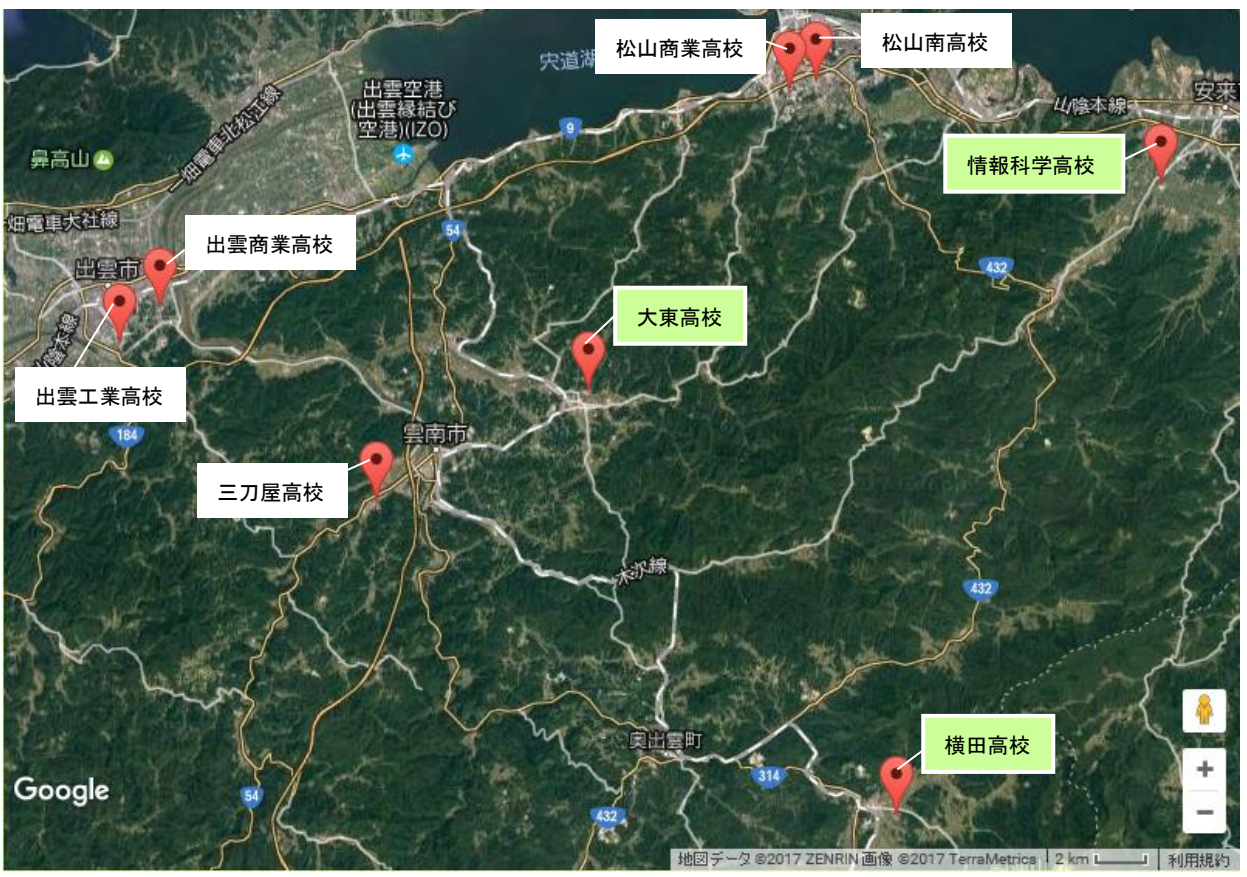 松山商業高校
松山南高校
宍道湖
出雲空港
(出雲縁結び
空港)(IZO)
9
山陰本線
安来
鼻高山
一畑電車北松江線
情報科学高校
畑電車大社線
54
出雲商業高校
出雲市
432
大東高校
出雲工業高校
184
雲南市
三刀屋高校
木次線
432
奥出雲町
横田高校
314
Google
54
432
地図データ ©2017 ZENRIN 画像 ©2017 TerraMetrics
2 km
利用規約